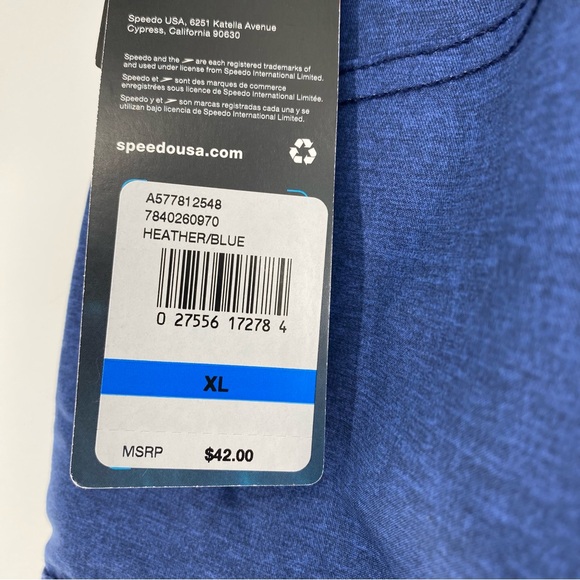 Speedo USA, 6251 Katella Avenue
Cypress, California 90630
Speedo and the are each registered trademarks of
and used under license from Speedo International Limited.
Speedo et sont des marques de commerce
enregistrées sous licence de Speedo International Limitée.
Speedo y et son marcas registradas cada una y se
utilizan bajo licencia de Speedo International Limited.
speedousa.com
A577812548
7840260970
HEATHER/BLUE
0 27556 17278 4
XL
MSRP $42.00